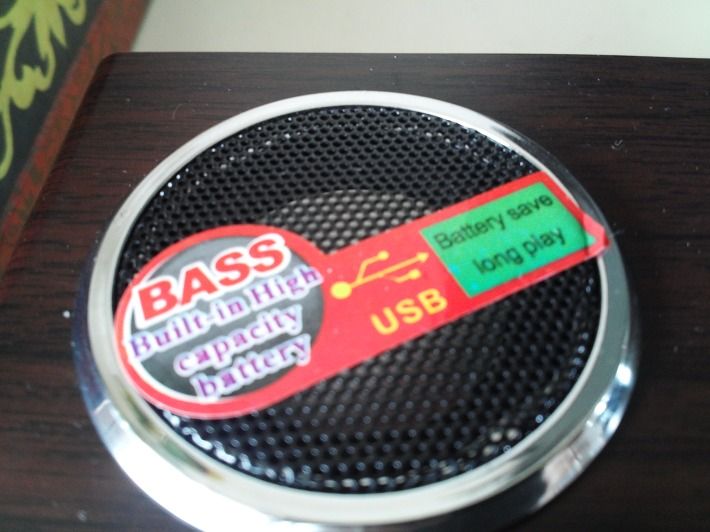 BASS
Built-in High
capacity
battery
USB
Battery save
long play